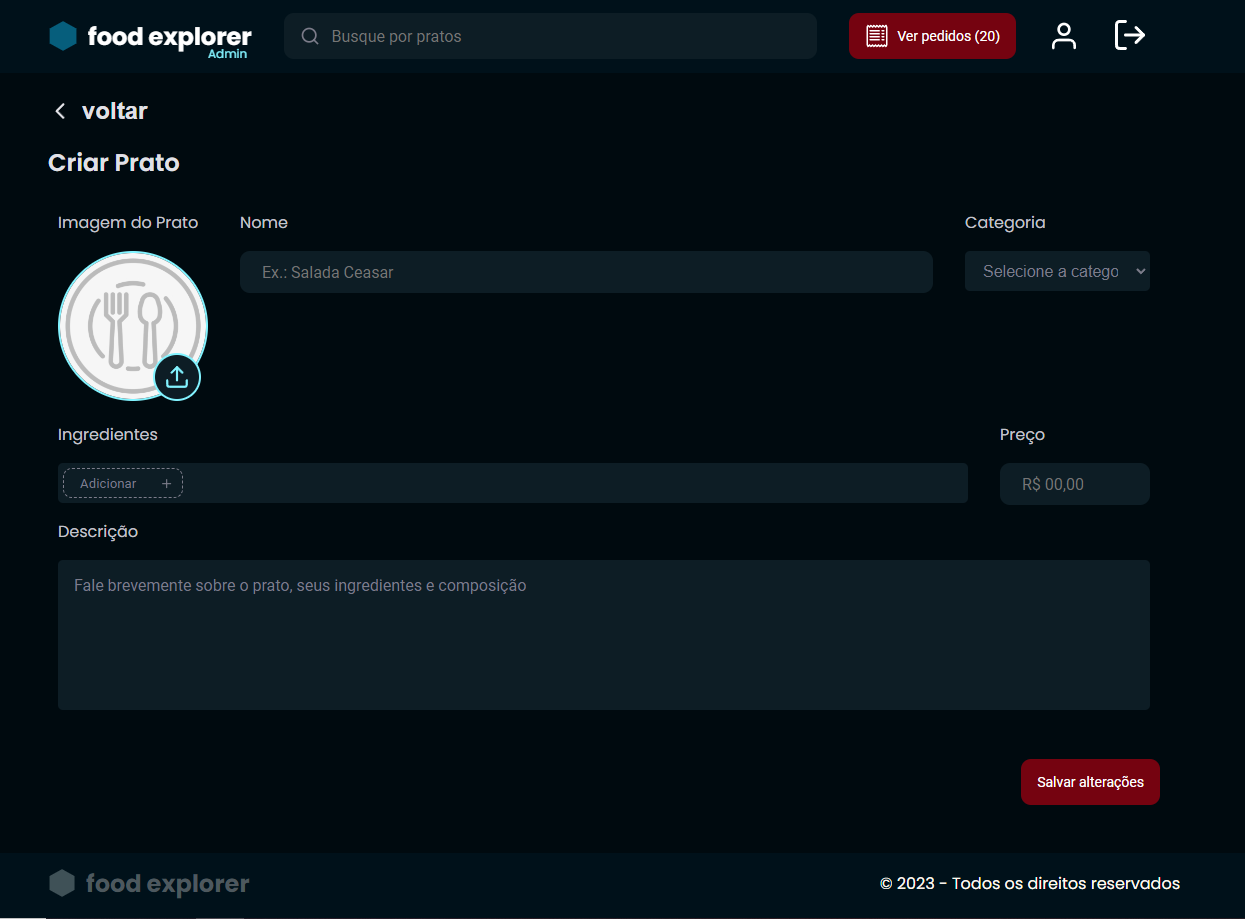 food explorer
Admin
Busque por pratos
Ver pedidos (20)
voltar
Criar Prato
Imagem do Prato
Nome
Categoria
Ex.: Salada Ceasar
Selecione a catego
Ingredientes
Preço
Adicionar +
R$ 00,00
Descrição
Fale brevemente sobre o prato, seus ingredientes e composição
Salvar alterações
food explorer
© 2023 - Todos os direitos reservados